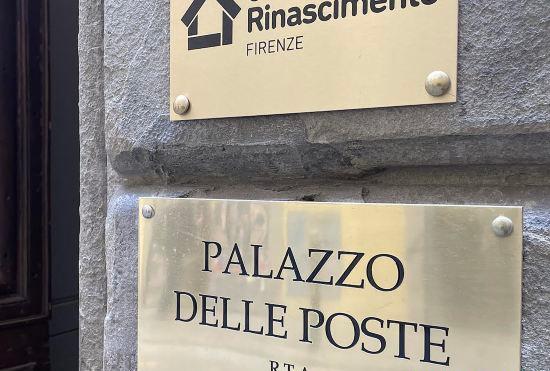 Rinascimento
FIRENZE
PALAZZO
DELLE POSTE
R.T.A.